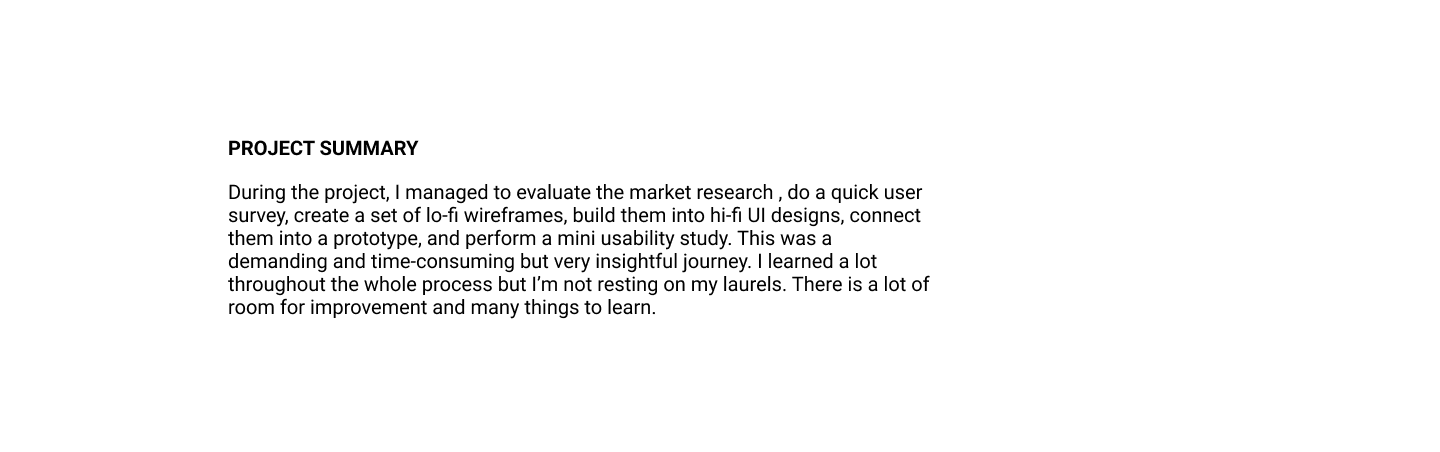 PROJECT SUMMARY
During the project, I managed to evaluate the market research , do a quick user
survey, create a set of lo-fi wireframes, build them into hi-fi UI designs, connect
them into a prototype, and perform a mini usability study. This was a
demanding and time-consuming but very insightful journey. I learned a lot
throughout the whole process but I’m not resting on my laurels. There is a lot of
room for improvement and many things to learn.